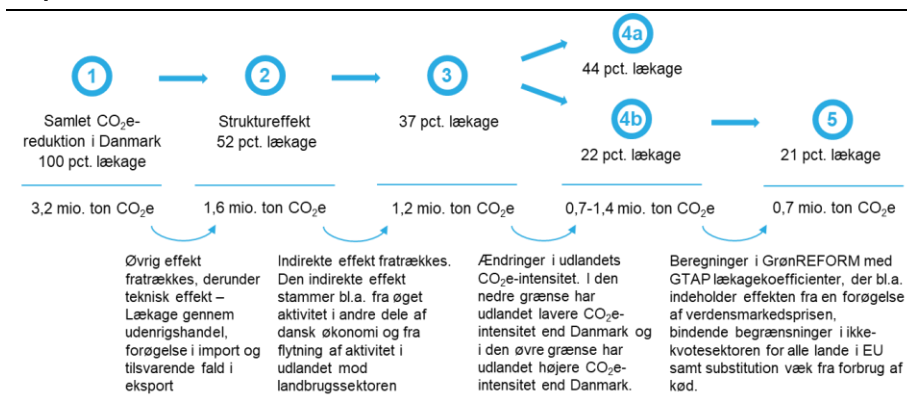 1
Samlet CO₂e-
reduktion i Danmark
100 pct. lækage
3,2 mio. ton CO₂e
2
Struktureffekt
52 pct. lækage
1,6 mio. ton CO₂e
3
37 pct. lækage
1,2 mio. ton CO₂e
4a
44 pct. lækage
4b
22 pct. lækage
0,7-1,4 mio. ton CO₂e
5
21 pct. lækage
0,7 mio. ton CO₂e
Øvrig effekt
fratrækkes, derunder
teknisk effekt –
Lækage gennem
udenrigshandel,
forøgelse i import og
tilsvarende fald i
eksport
Indirekte effekt fratrækkes.
Den indirekte effekt
stammer bl.a. fra øget
aktivitet i andre dele af
dansk økonomi og fra
flytning af aktivitet i
udlandet mod
landbrugssektoren
Ændringer i udlandets
CO₂e-intensitet. I den
nedre grænse har
udlandet lavere CO₂e-
intensitet end Danmark og
i den øvre grænse har
udlandet højere CO₂e-
intensitet end Danmark.
Beregninger i GrønREFORM med
GTAP lækagekoefficienter, der bl.a.
indeholder effekten fra en forøgelse
af verdensmarkedsprisen,
bindende begrænsninger i ikke-
kvotesektoren for alle lande i EU
samt substitution væk fra forbrug af
kød.